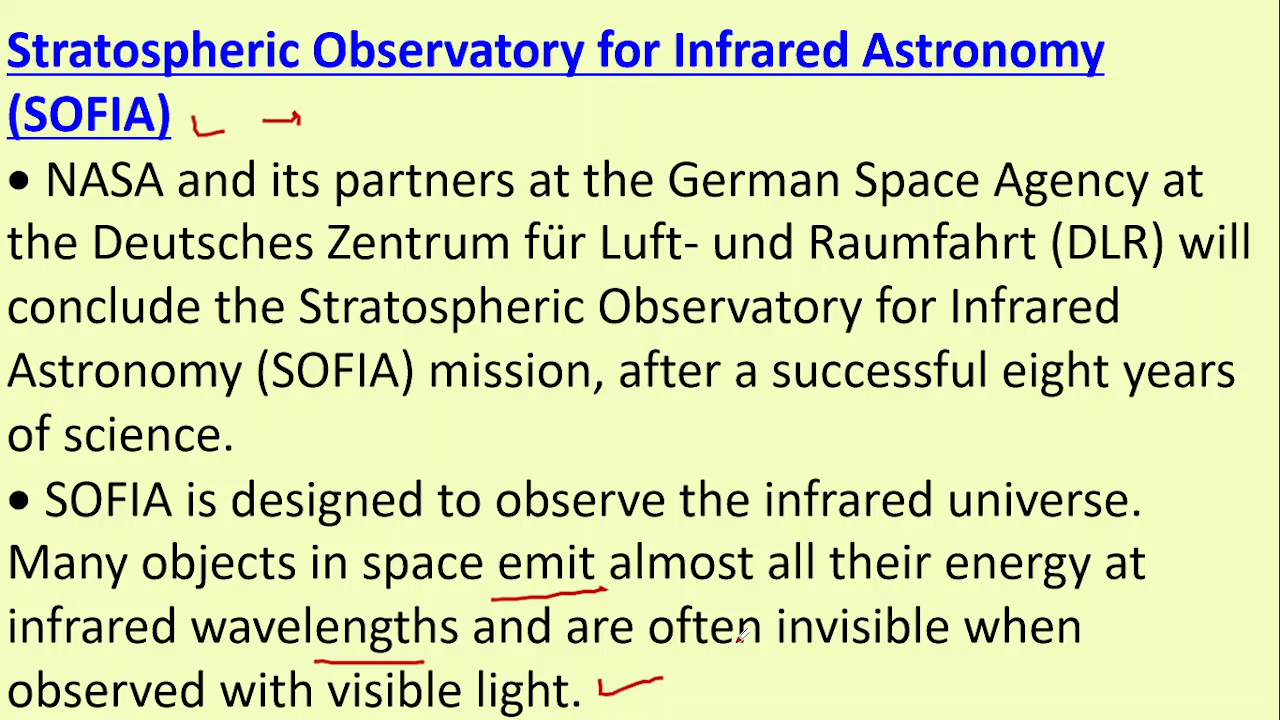 Stratospheric Observatory for Infrared Astronomy
(SOFIA)
• NASA and its partners at the German Space Agency at
the Deutsches Zentrum für Luft- und Raumfahrt (DLR) will
conclude the Stratospheric Observatory for Infrared
Astronomy (SOFIA) mission, after a successful eight years
of science.
• SOFIA is designed to observe the infrared universe.
Many objects in space emit almost all their energy at
infrared wavelengths and are often invisible when
observed with visible light.